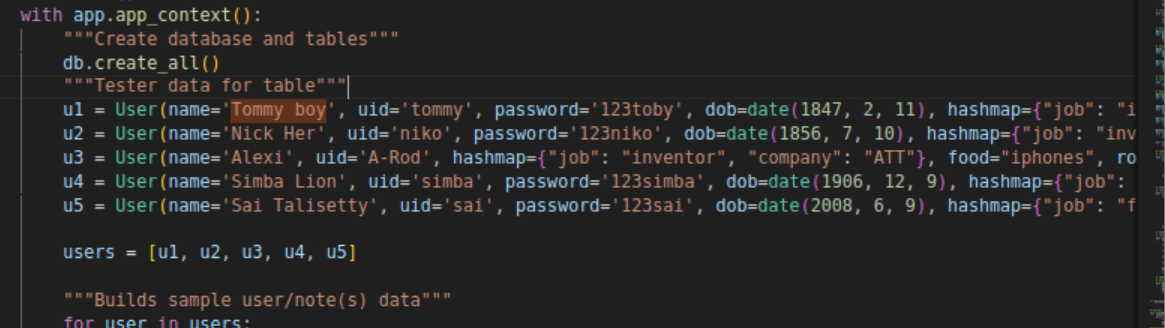 with app.app_context():
"""Create database and tables"""
db.create_all()
"""Tester data for table"""
u1 = User(name='Tommy boy', uid='tommy', password='123toby', dob=date(1847, 2, 11), hashmap={"job": "i
u2 = User(name='Nick Her', uid='niko', password='123niko', dob=date(1856, 7, 10), hashmap={"job": "inv
u3 = User(name='Alexi', uid='A-Rod', hashmap={"job": "inventor", "company": "ATT"}, food="iphones", ro
u4 = User(name='Simba Lion', uid='simba', password='123simba', dob=date(1906, 12, 9), hashmap={"job":
u5 = User(name='Sai Talisetty', uid='sai', password='123sai', dob=date(2008, 6, 9), hashmap={"job": "f
users = [u1, u2, u3, u4, u5]
"""Builds sample user/note(s) data"""
for user in users: